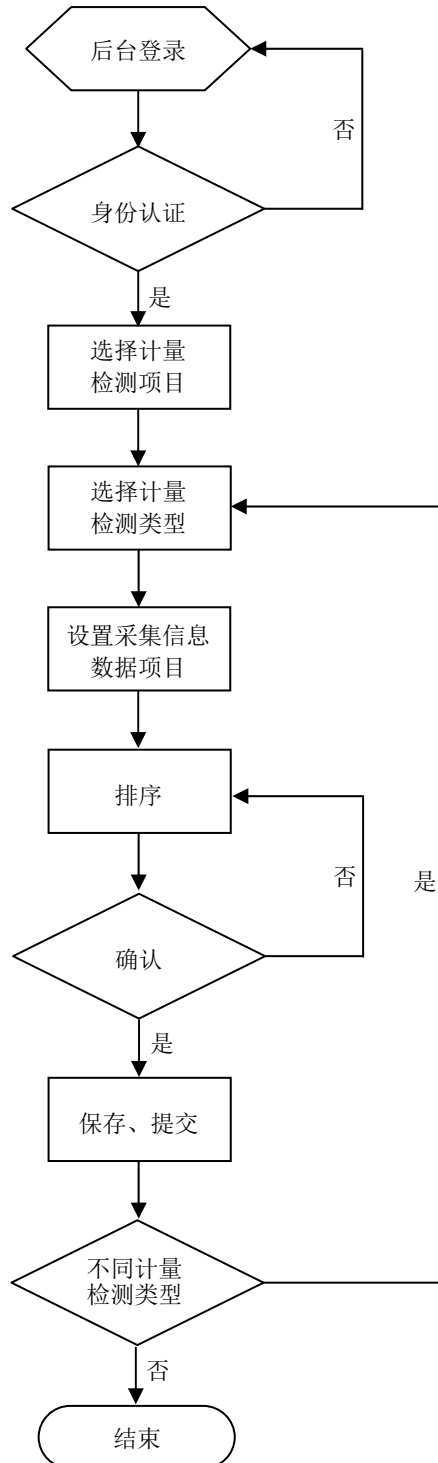 后台登录
否
身份认证
是
选择计量
检测项目
选择计量
检测类型
设置采集信息
数据项目
排序
否
是
确认
是
保存、提交
不同计量
检测类型
否
结束